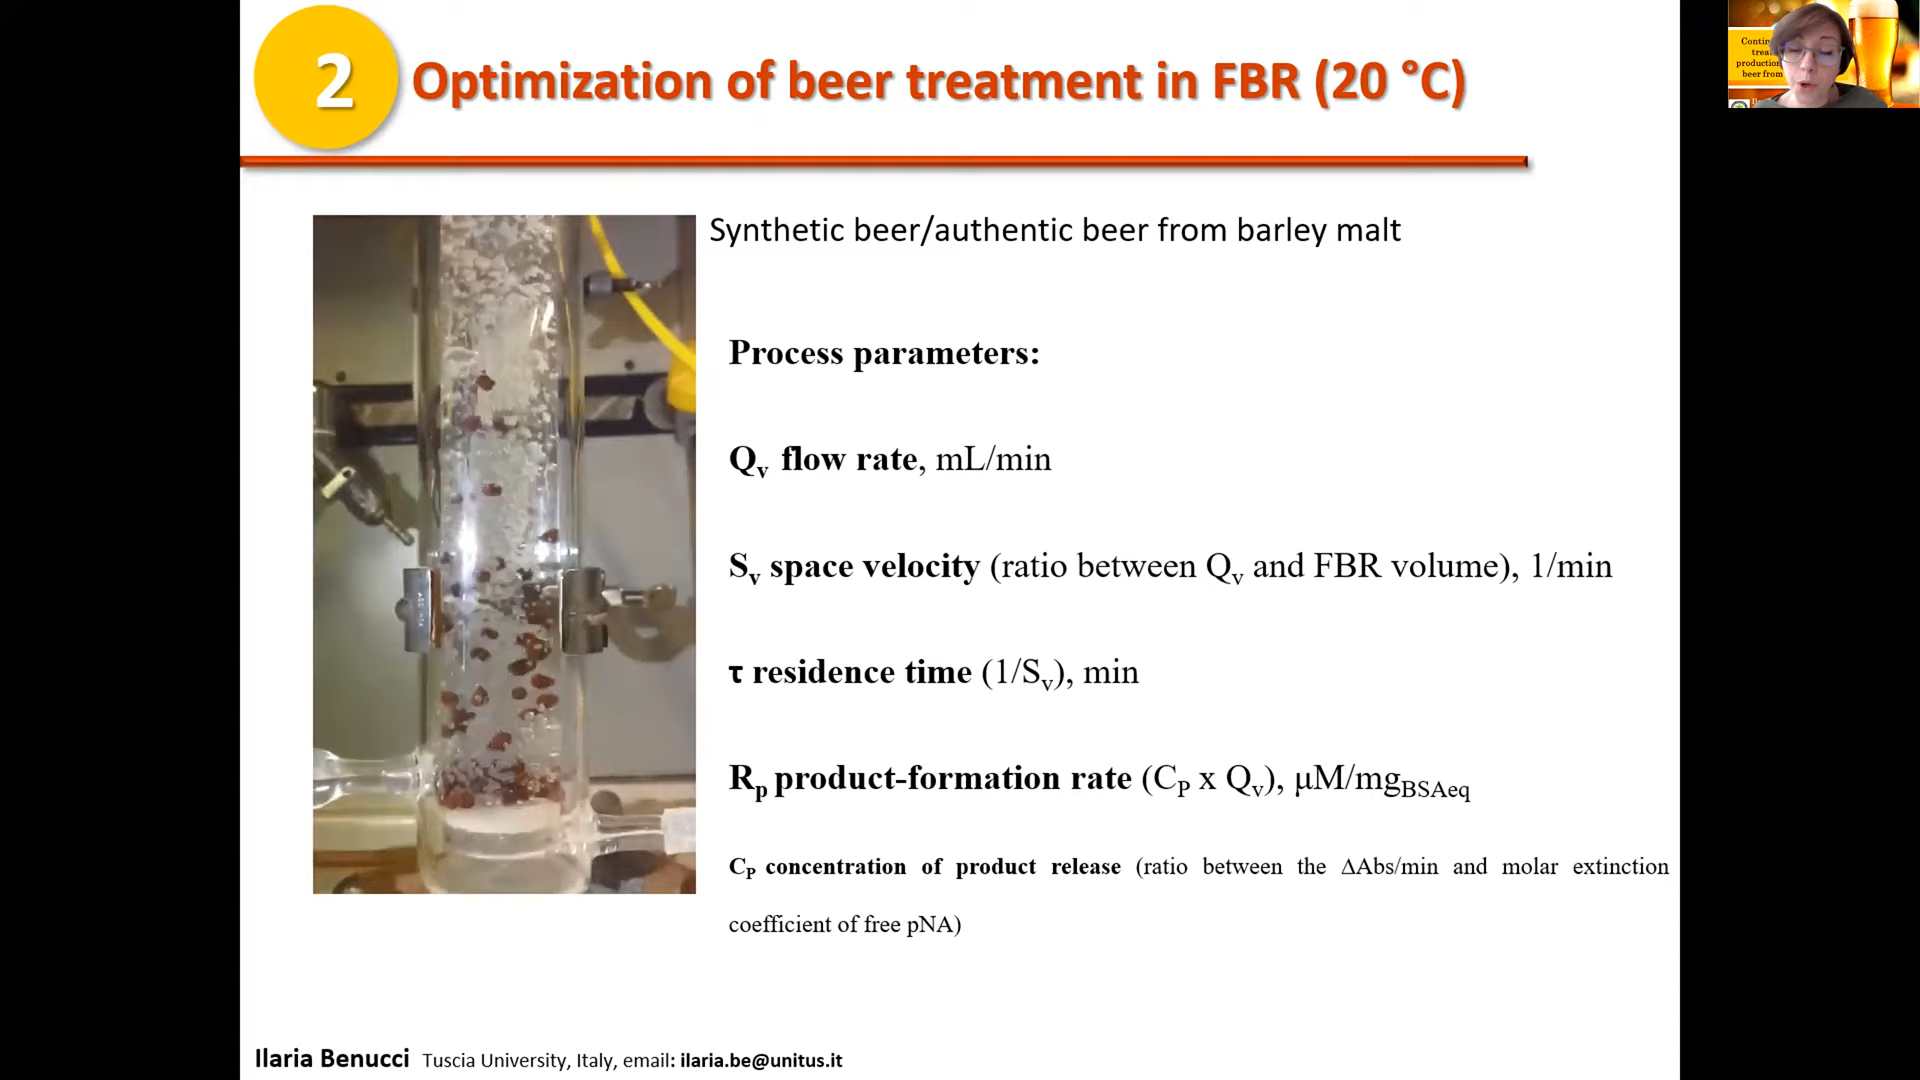 2
Optimization of beer treatment in FBR (20 °C)
Synthetic beer/authentic beer from barley malt
Process parameters:
Qv flow rate, mL/min
Sv space velocity (ratio between Qv and FBR volume), 1/min
τ residence time (1/Sv), min
Rp product-formation rate (CP x Qv), μM/mgBSAeq
CP concentration of product release (ratio between the ΔAbs/min and molar extinction
coefficient of free pNA)
Ilaria Benucci Tuscia University, Italy, email: ilaria.be@unitus.it
production
beer from